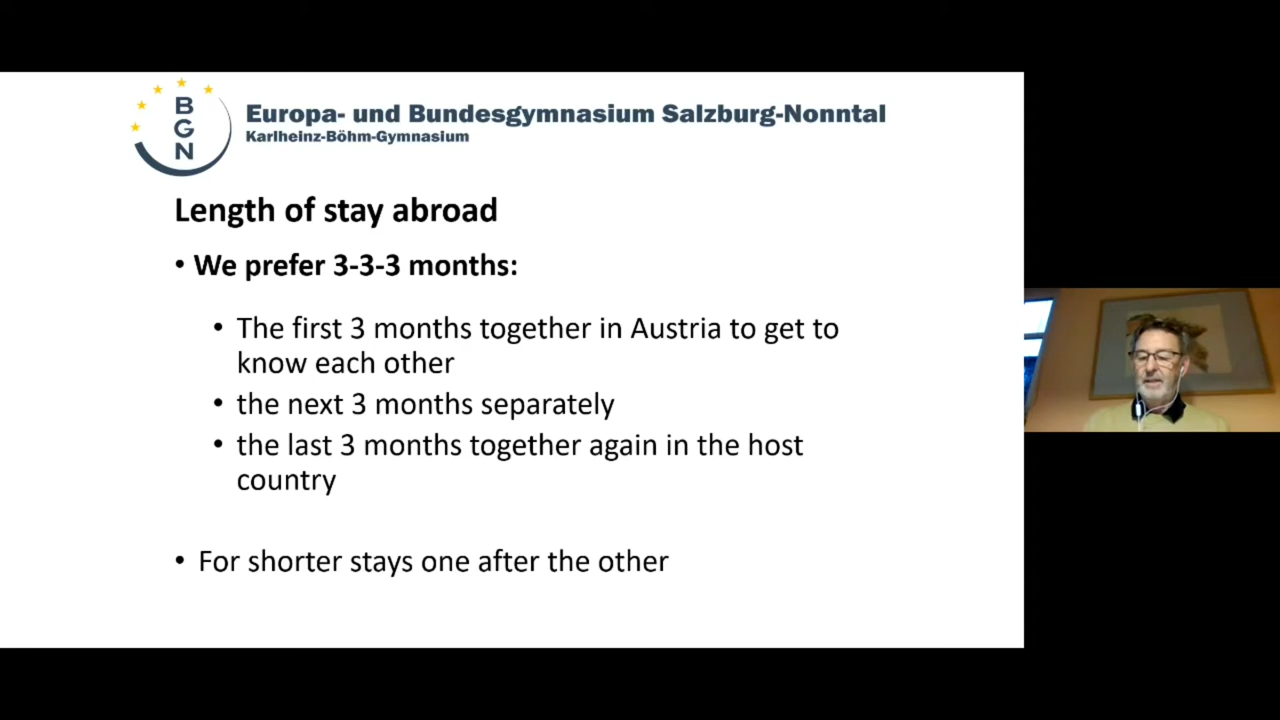 B
G
N
Europa- und Bundesgymnasium Salzburg-Nonntal
Karlheinz-Böhm-Gymnasium
Length of stay abroad
• We prefer 3-3-3 months:
• The first 3 months together in Austria to get to
know each other
• the next 3 months separately
• the last 3 months together again in the host
country
• For shorter stays one after the other